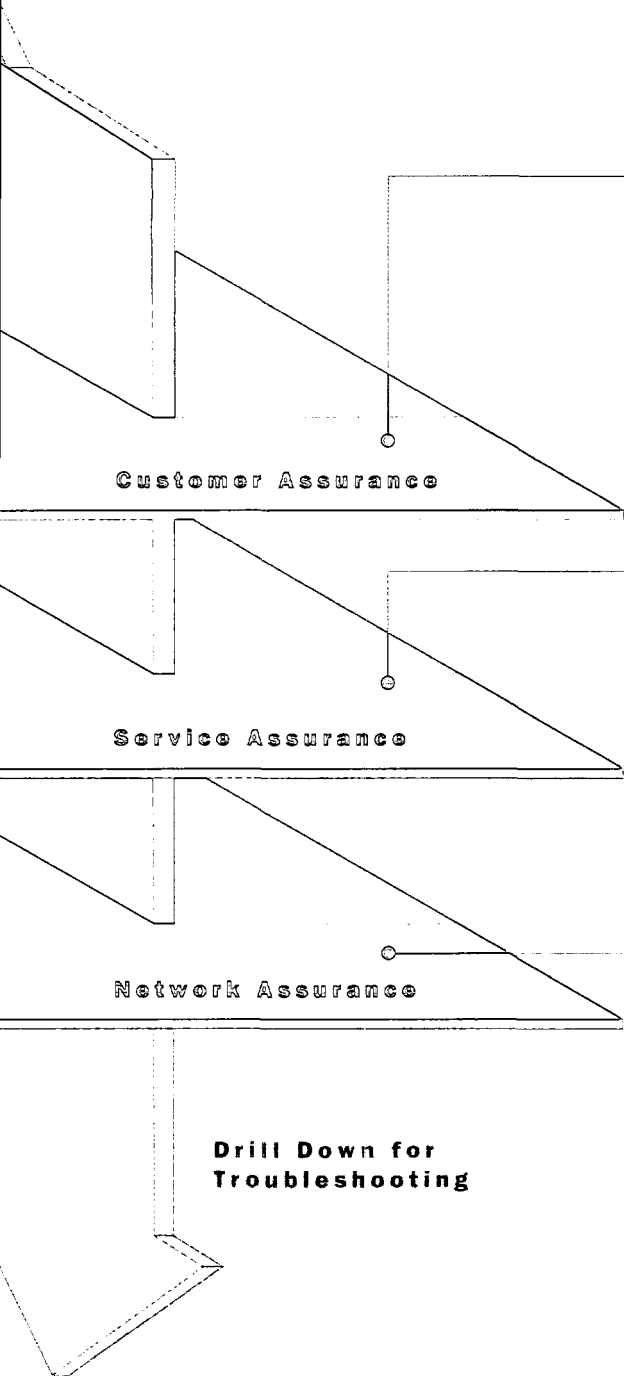 Customer Assurance
Service Assurance
Network Assurance
Drill Down for
Troubleshooting